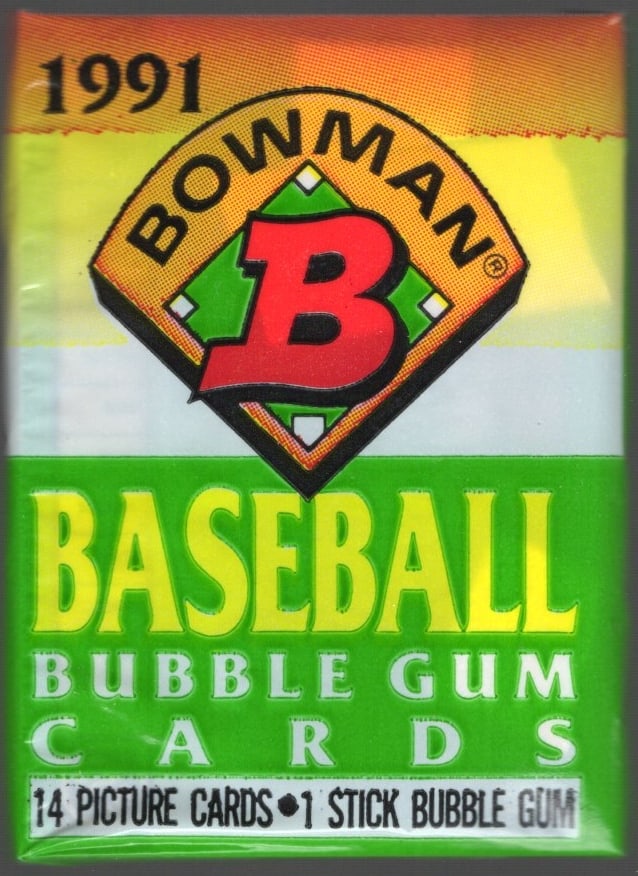 1991
BOWMAN®
B
BASEBALL
BUBBLE GUM
CARDS
14 PICTURE CARDS•1 STICK BUBBLE GUM